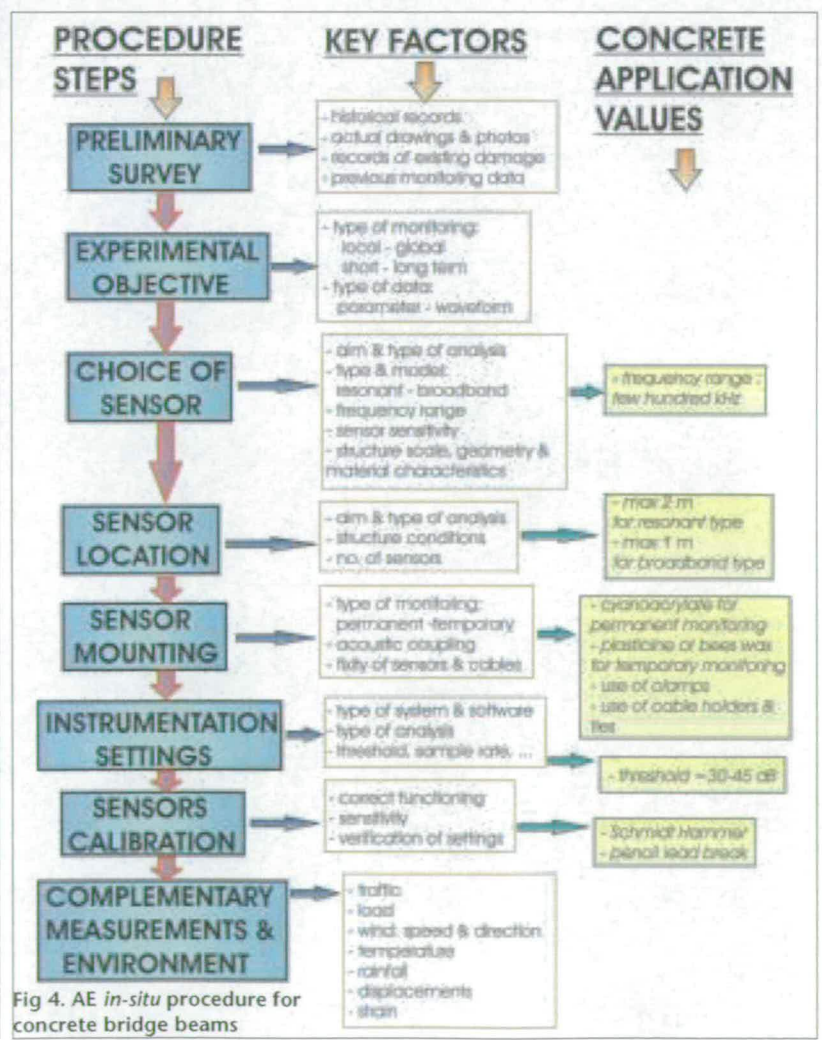 PROCEDURE
STEPS
KEY FACTORS
CONCRETE
APPLICATION
VALUES
PRELIMINARY
SURVEY
- historical records
- actual drawings & photos
- records of existing damage
- previous monitoring data
EXPERIMENTAL
OBJECTIVE
- type of monitoring:
local - global
short - long term
- type of data:
parameter - waveform
CHOICE OF
SENSOR
- aim & type of analysis
- type & model:
resonant - broadband
- frequency range
- sensor sensitivity
- structure scale, geometry &
material characteristics
- frequency range :
few hundred kHz
SENSOR
LOCATION
- aim & type of analysis
- structure conditions
- no. of sensors
- max 2 m
for resonant type
- max 1 m
for broadband type
SENSOR
MOUNTING
- type of monitoring:
permanent -temporary
- acoustic coupling
- fixity of sensors & cables
- cyanoacrylate for
permanent monitoring
- plasticine or bees wax
for temporary monitoring
- use of clamps
- use of cable holders &
ties
INSTRUMENTATION
SETTINGS
- type of system & software
- type of analysis
- threshold, sample rate, ...
- threshold ~30-45 dB
SENSORS
CALIBRATION
- correct functioning
- sensitivity
- verification of settings
- Schmidt Hammer
- pencil lead break
COMPLEMENTARY
MEASUREMENTS &
ENVIRONMENT
- traffic
- load
- wind: speed & direction
- temperature
- rainfall
- displacements
- strain
Fig 4. AE in-situ procedure for
concrete bridge beams